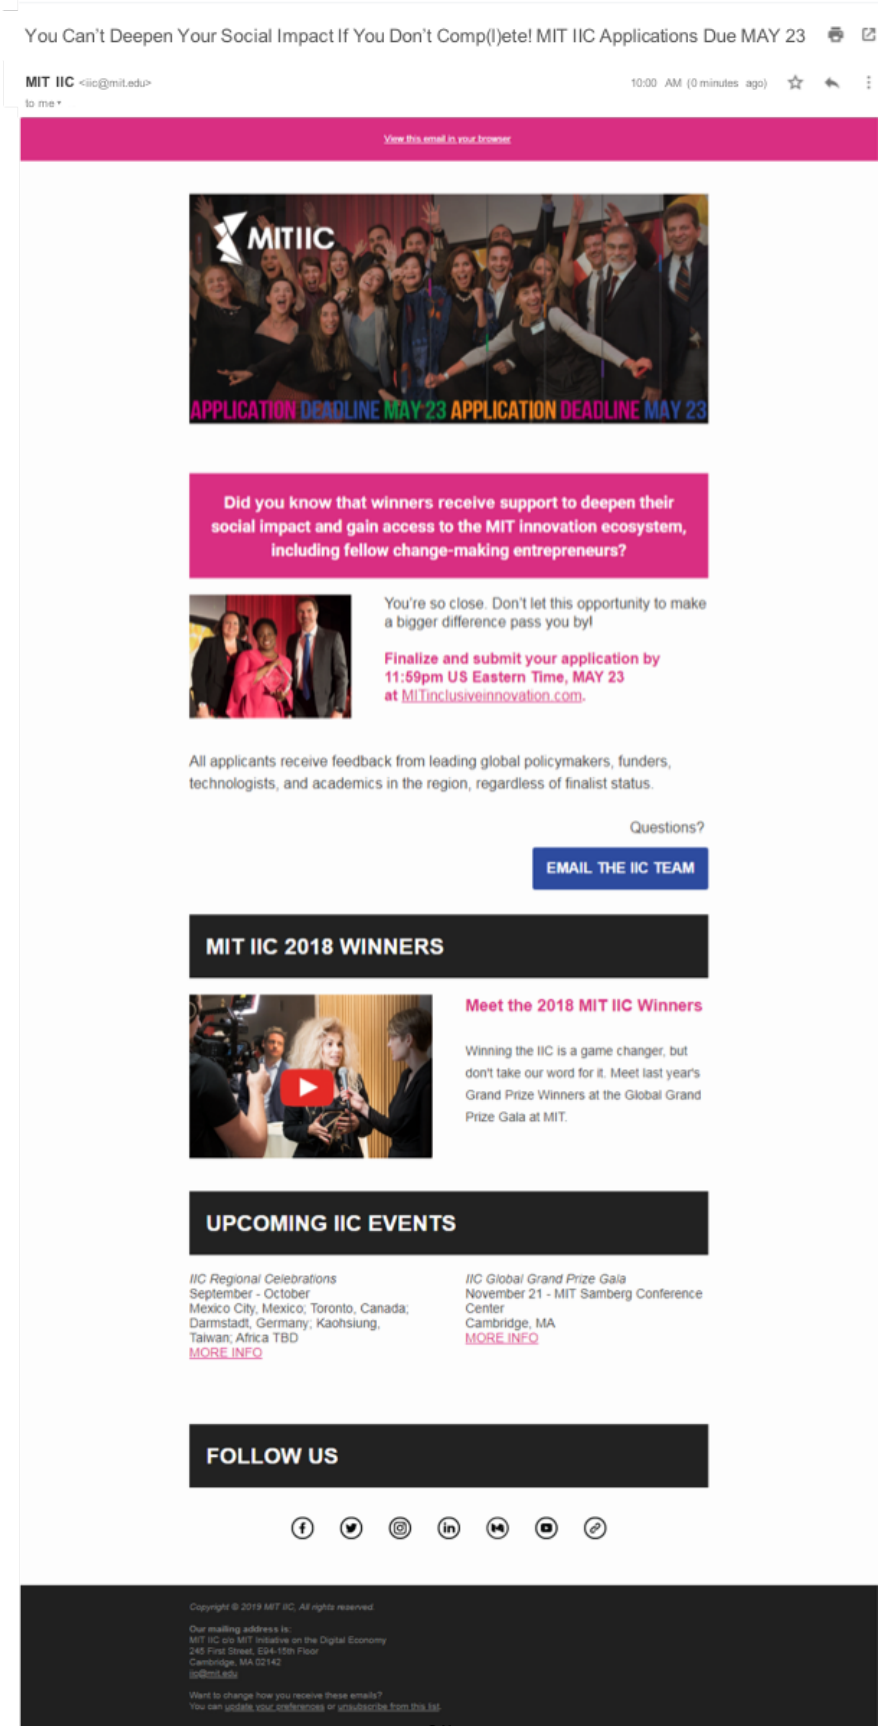 You Can't Deepen Your Social Impact If You Don't Comp(l)ete! MIT IIC Applications Due MAY 23
MIT IIC <iic@mit.edu>
10:00 AM (0 minutes ago)
to me
View this email in your browser
MITIIC
APPLICATION DEADLINE MAY 23 APPLICATION DEADLINE MAY 23
Did you know that winners receive support to deepen their
social impact and gain access to the MIT innovation ecosystem,
including fellow change-making entrepreneurs?
You're so close. Don't let this opportunity to make
a bigger difference pass you by!
Finalize and submit your application by
11:59pm US Eastern Time, MAY 23
at MITinclusiveinnovation.com.
All applicants receive feedback from leading global policymakers, funders,
technologists, and academics in the region, regardless of finalist status.
Questions?
EMAIL THE IIC TEAM
MIT IIC 2018 WINNERS
Meet the 2018 MIT IIC Winners
Winning the IIC is a game changer, but
don't take our word for it. Meet last year's
Grand Prize Winners at the Global Grand
Prize Gala at MIT.
UPCOMING IIC EVENTS
IIC Regional Celebrations
September - October
Mexico City, Mexico; Toronto, Canada;
Darmstadt, Germany; Kaohsiung,
Taiwan; Africa TBD
MORE INFO
IIC Global Grand Prize Gala
November 21 - MIT Samberg Conference
Center
Cambridge, MA
MORE INFO
FOLLOW US
Copyright © 2019 MIT IIC, All rights reserved.
Our mailing address is:
MIT IIC c/o MIT Initiative on the Digital Economy
245 First Street, E94-15th Floor
Cambridge, MA 02142
iic@mit.edu
Want to change how you receive these emails?
You can update your preferences or unsubscribe from this list.